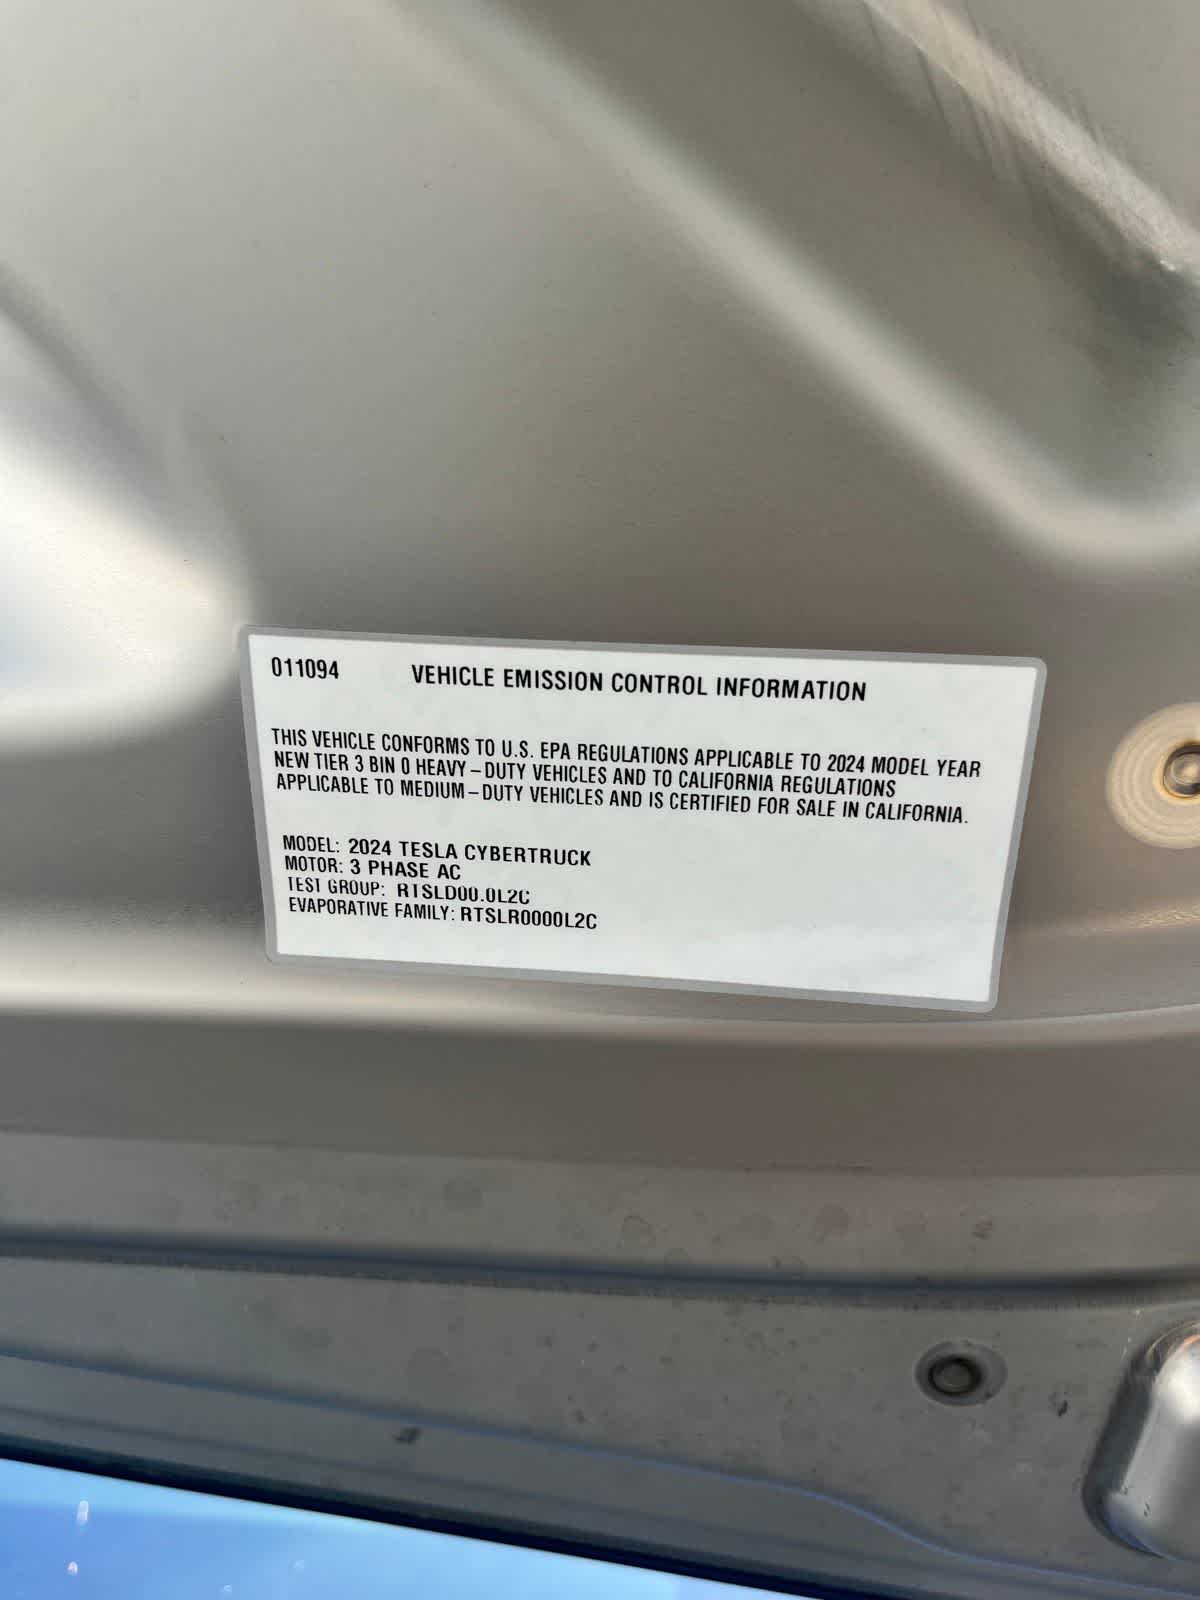 011094 VEHICLE EMISSION CONTROL INFORMATION
THIS VEHICLE CONFORMS TO U.S. EPA REGULATIONS APPLICABLE TO 2024 MODEL YEAR
NEW TIER 3 BIN 0 HEAVY-DUTY VEHICLES AND TO CALIFORNIA REGULATIONS
APPLICABLE TO MEDIUM-DUTY VEHICLES AND IS CERTIFIED FOR SALE IN CALIFORNIA.
MODEL: 2024 TESLA CYBERTRUCK
MOTOR: 3 PHASE AC
TEST GROUP: RTSLD00.0L2C
EVAPORATIVE FAMILY: RTSLR0000L2C